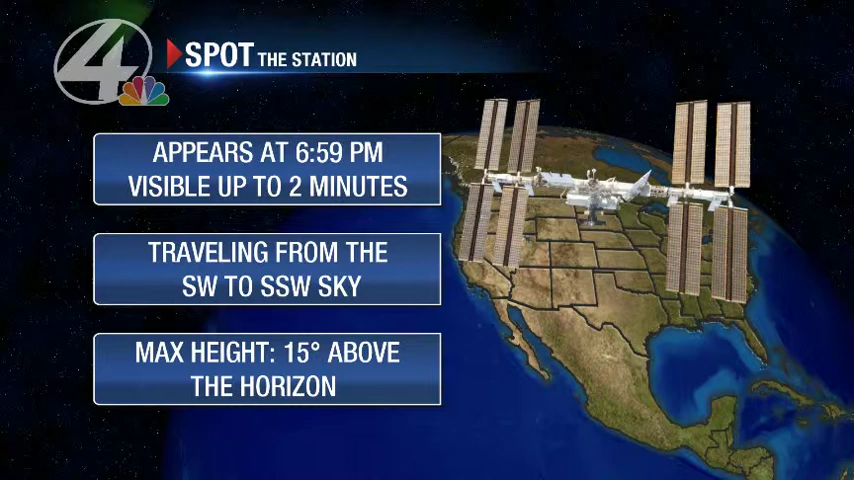 4
SPOT THE STATION
APPEARS AT 6:59 PM
VISIBLE UP TO 2 MINUTES
TRAVELING FROM THE
SW TO SSW SKY
MAX HEIGHT: 15° ABOVE
THE HORIZON